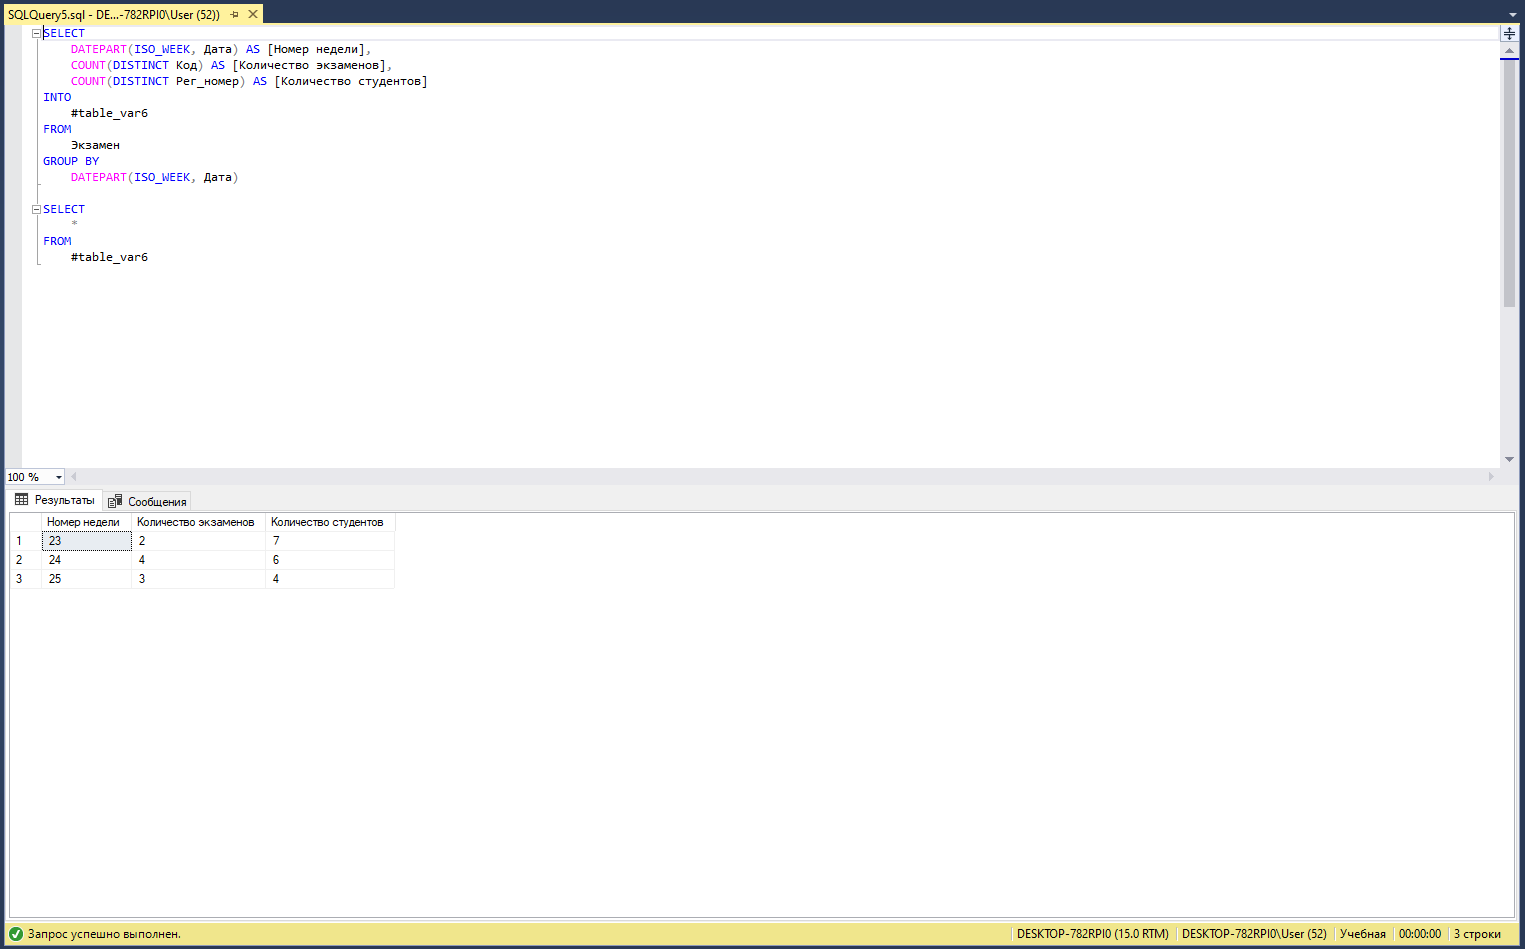 SQLQuery5.sql - DE...-782RPI0\User (52))
SELECT
DATEPART(ISO_WEEK, Дата) AS [Номер недели],
COUNT(DISTINCT Код) AS [Количество экзаменов],
COUNT(DISTINCT Рег_номер) AS [Количество студентов]
INTO
#table_var6
FROM
Экзамен
GROUP BY
DATEPART(ISO_WEEK, Дата)
SELECT
*
FROM
#table_var6
100 %
Результаты Сообщения
Номер недели Количество экзаменов Количество студентов
1 23 2 7
2 24 4 6
3 25 3 4
Запрос успешно выполнен. DESKTOP-782RPI0 (15.0 RTM) DESKTOP-782RPI0\User (52) Учебная 00:00:00 3 строки